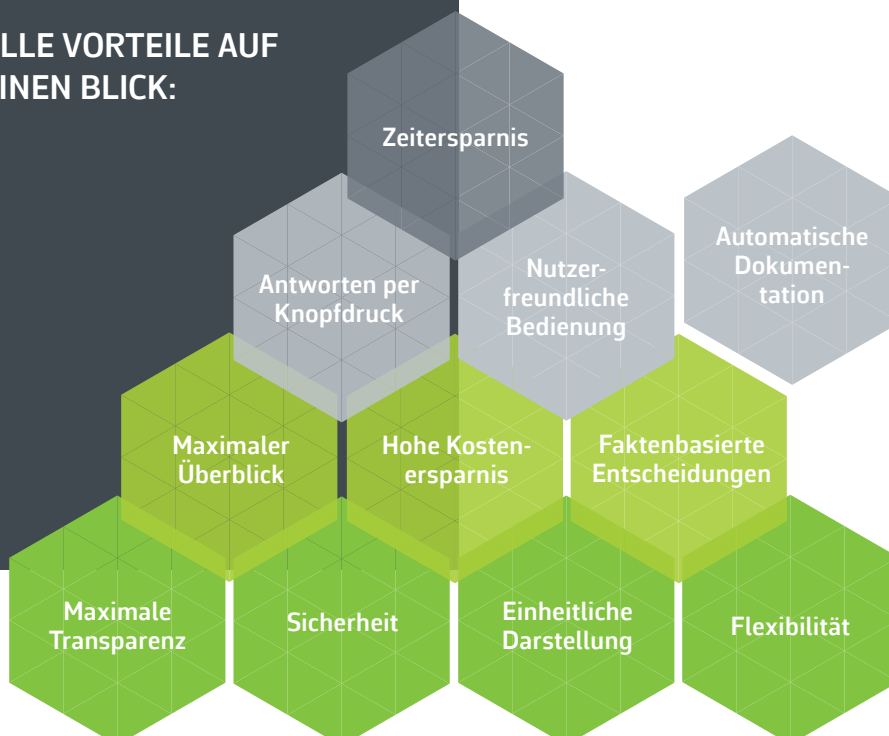 LLE VORTEILE AUF
INEN BLICK:
Zeitersparnis
Antworten per
Knopfdruck
Nutzer-
freundliche
Bedienung
Automatische
Dokumen-
tation
Maximaler
Überblick
Hohe Kosten-
ersparnis
Faktenbasierte
Entscheidungen
Maximale
Transparenz
Sicherheit
Einheitliche
Darstellung
Flexibilität